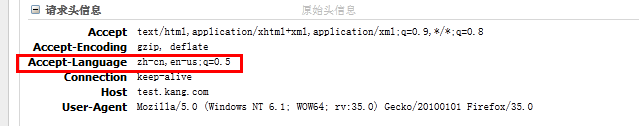 请求头信息 原始头信息
Accept text/html,application/xhtml+xml,application/xml;q=0.9,*/*;q=0.8
Accept-Encoding gzip, deflate
Accept-Language zh-cn,en-us;q=0.5
Connection keep-alive
Host test.kang.com
User-Agent Mozilla/5.0 (Windows NT 6.1; WOW64; rv:35.0) Gecko/20100101 Firefox/35.0